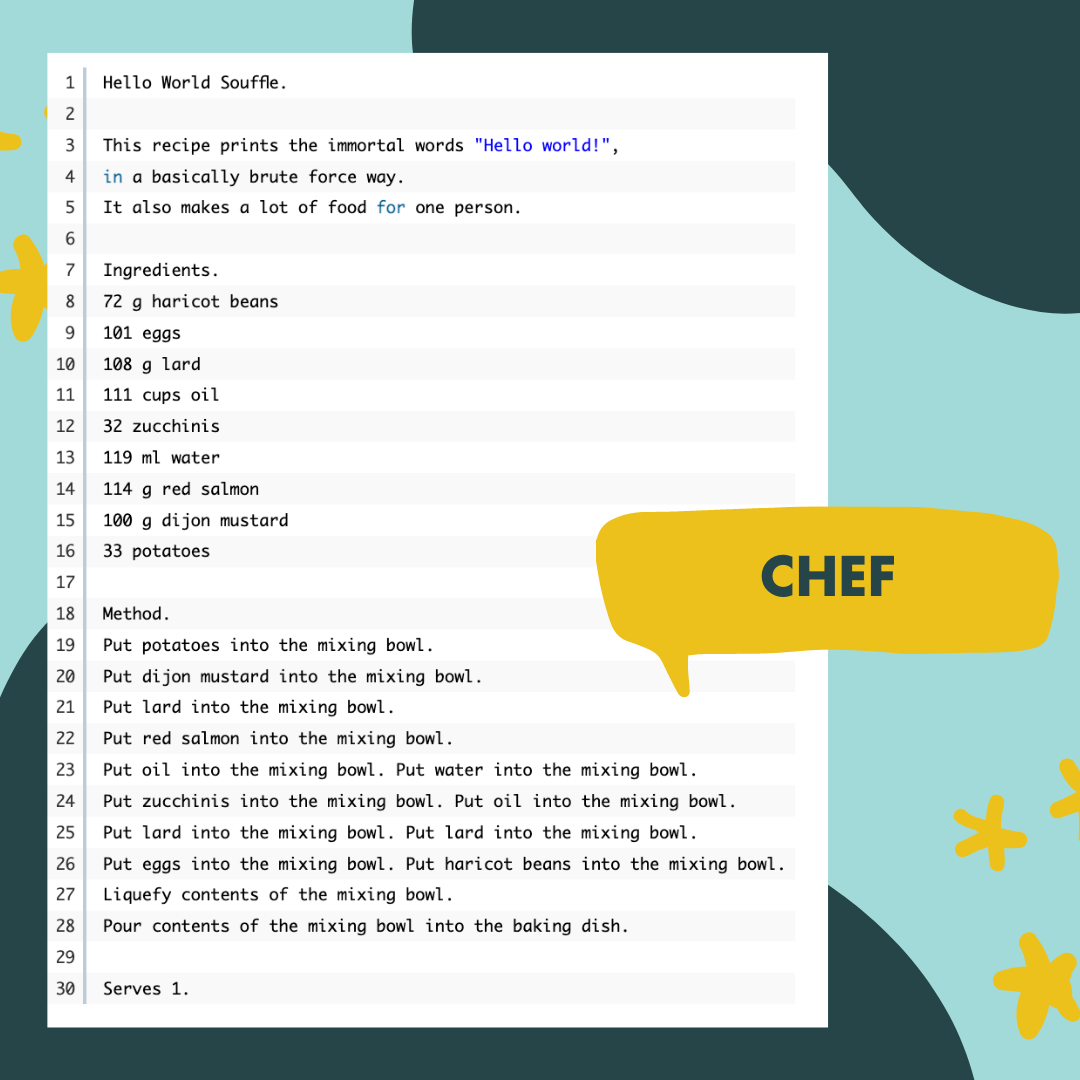 1 Hello World Souffle.
2
3 This recipe prints the immortal words "Hello world!",
4 in a basically brute force way.
5 It also makes a lot of food for one person.
6
7 Ingredients.
8 72 g haricot beans
9 101 eggs
10 108 g lard
11 111 cups oil
12 32 zucchinis
13 119 ml water
14 114 g red salmon
15 100 g dijon mustard
16 33 potatoes
17
18 Method.
19 Put potatoes into the mixing bowl.
20 Put dijon mustard into the mixing bowl.
21 Put lard into the mixing bowl.
22 Put red salmon into the mixing bowl.
23 Put oil into the mixing bowl. Put water into the mixing bowl.
24 Put zucchinis into the mixing bowl. Put oil into the mixing bowl.
25 Put lard into the mixing bowl. Put lard into the mixing bowl.
26 Put eggs into the mixing bowl. Put haricot beans into the mixing bowl.
27 Liquefy contents of the mixing bowl.
28 Pour contents of the mixing bowl into the baking dish.
29
30 Serves 1.
CHEF